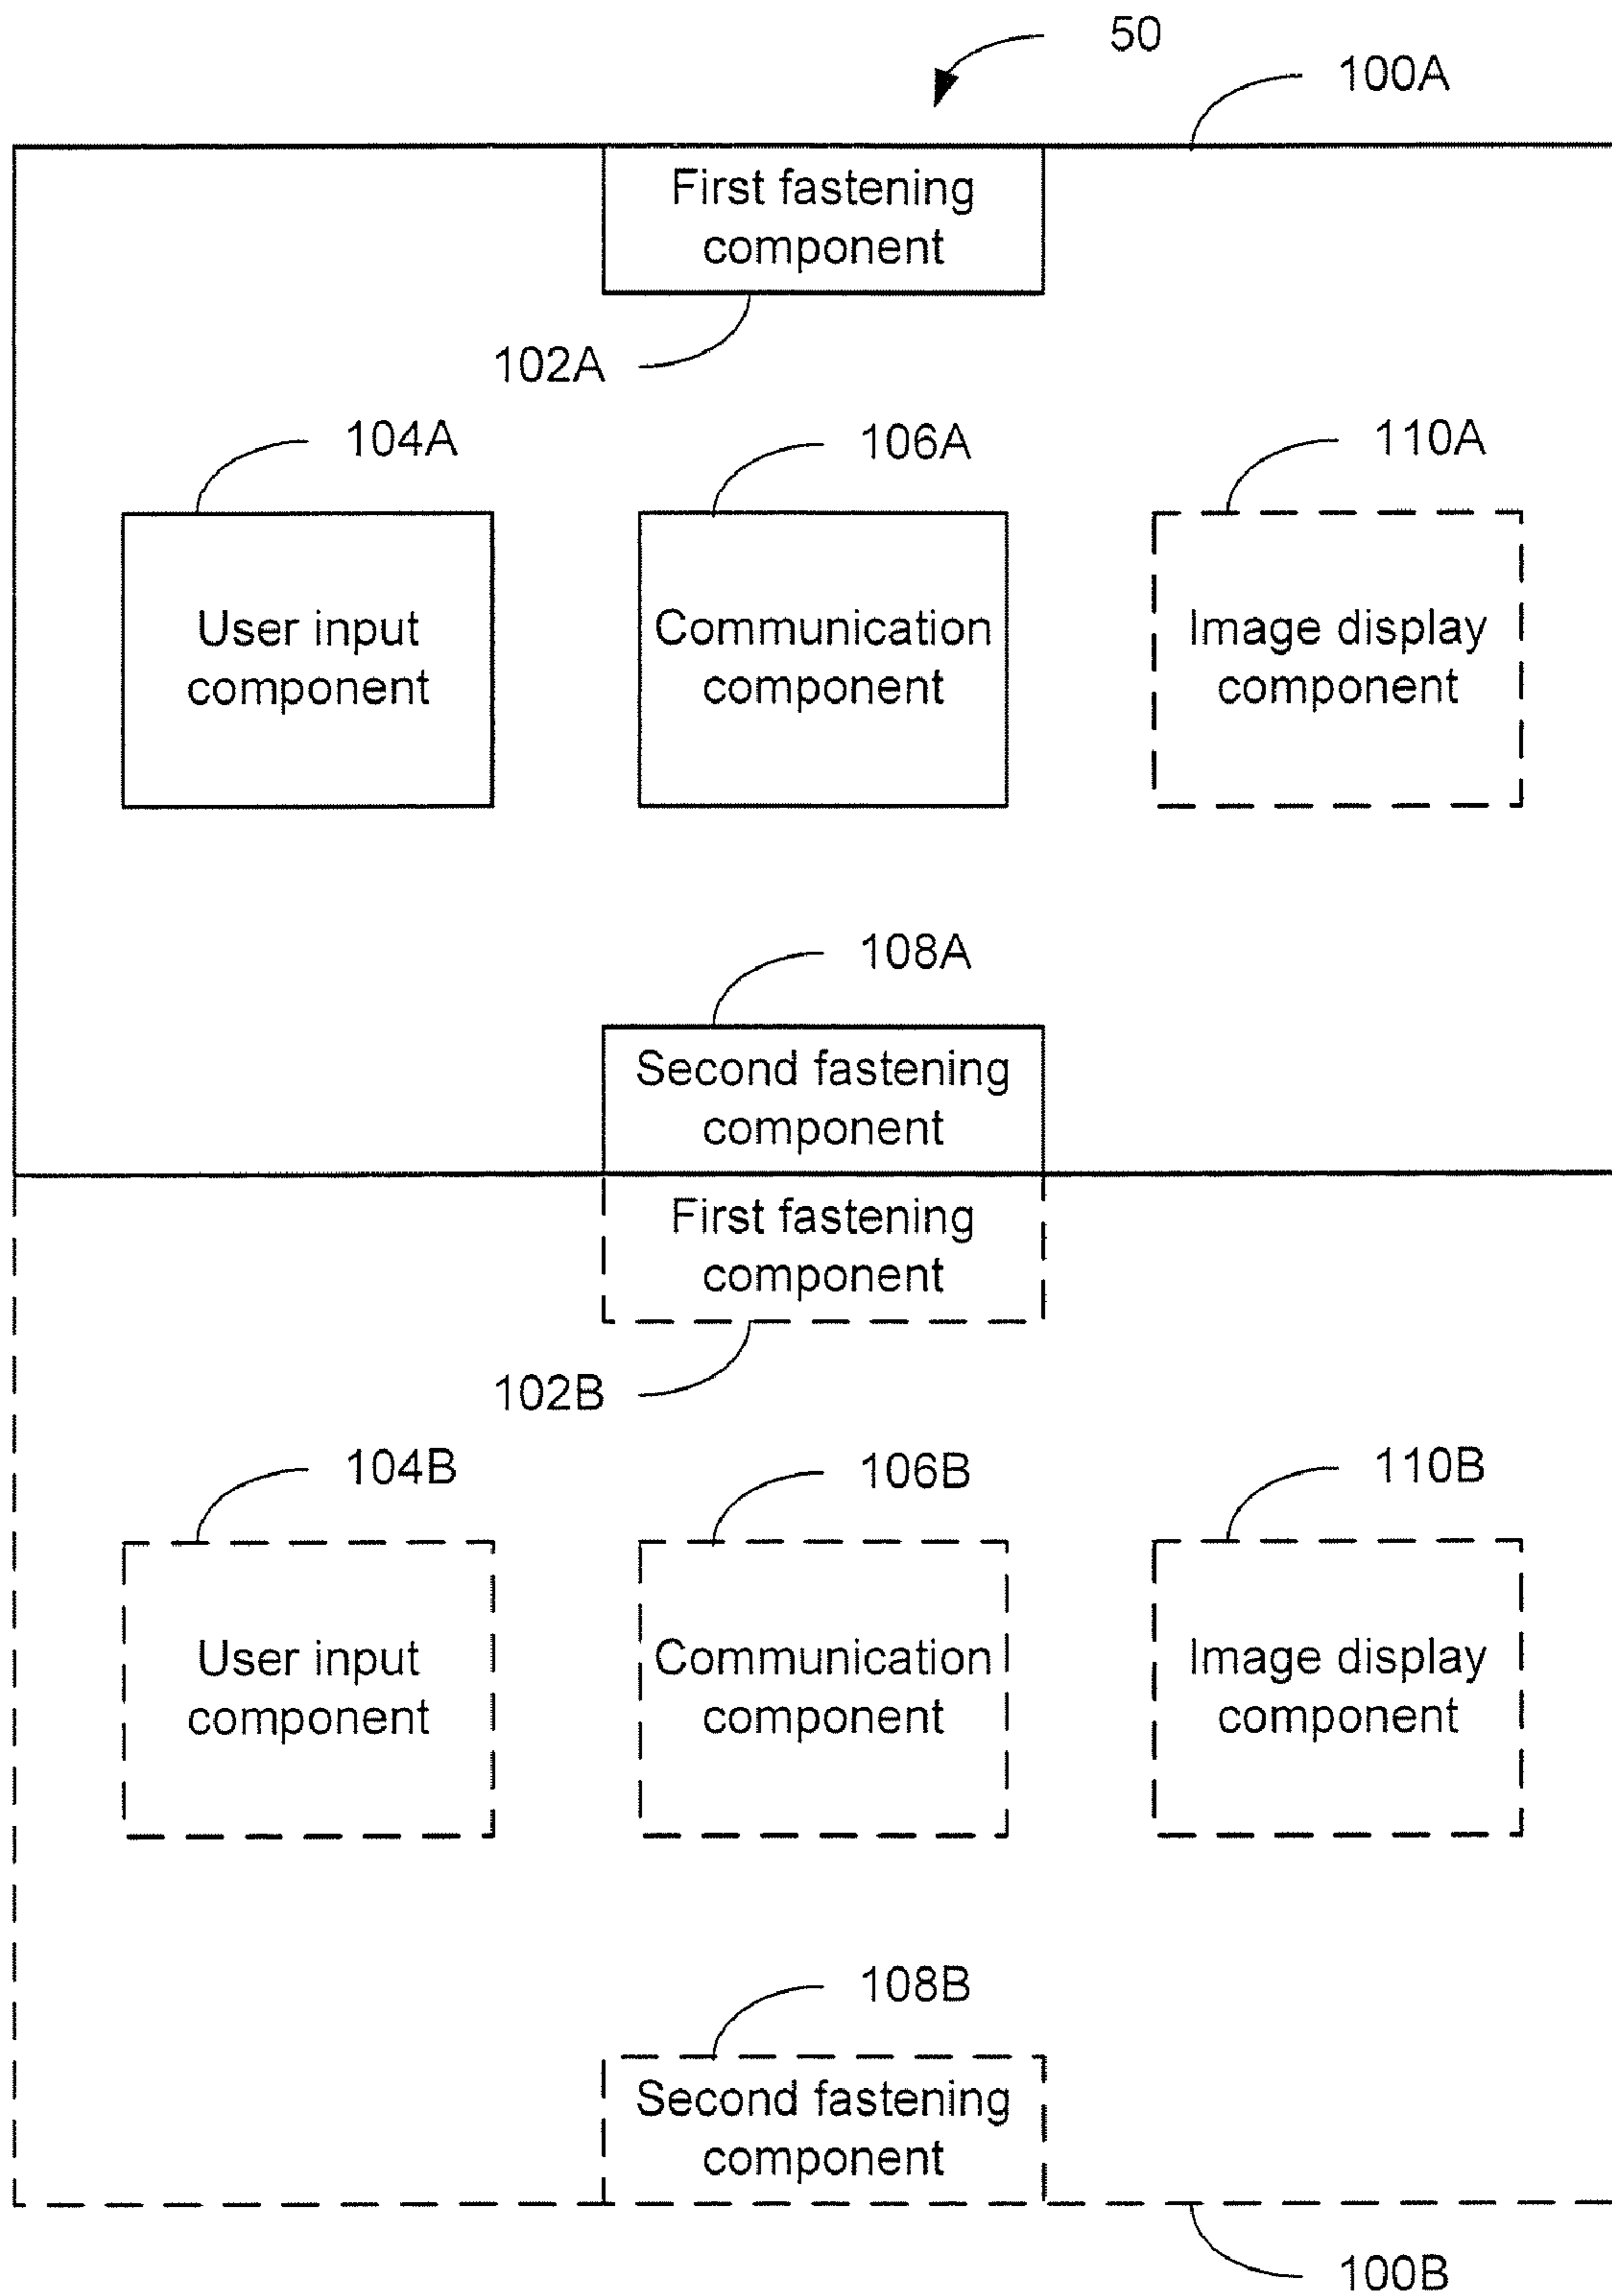 50
100A
First fastening
component
102A
104A
106A
110A
User input
component
Communication
component
Image display
component
108A
Second fastening
component
First fastening
component
102B
104B
106B
110B
User input
component
Communication
component
Image display
component
108B
Second fastening
component
100B